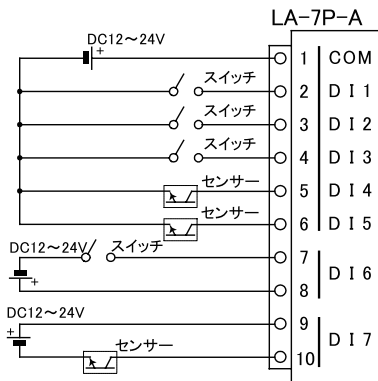 LA-7P-A
DC12～24V
+
1 COM
スイッチ
2 DI1
スイッチ
3 DI2
スイッチ
4 DI3
センサー
5 DI4
センサー
6 DI5
DC12～24V スイッチ
7
DI6
+
8
DC12～24V
+
9
DI7
センサー
10